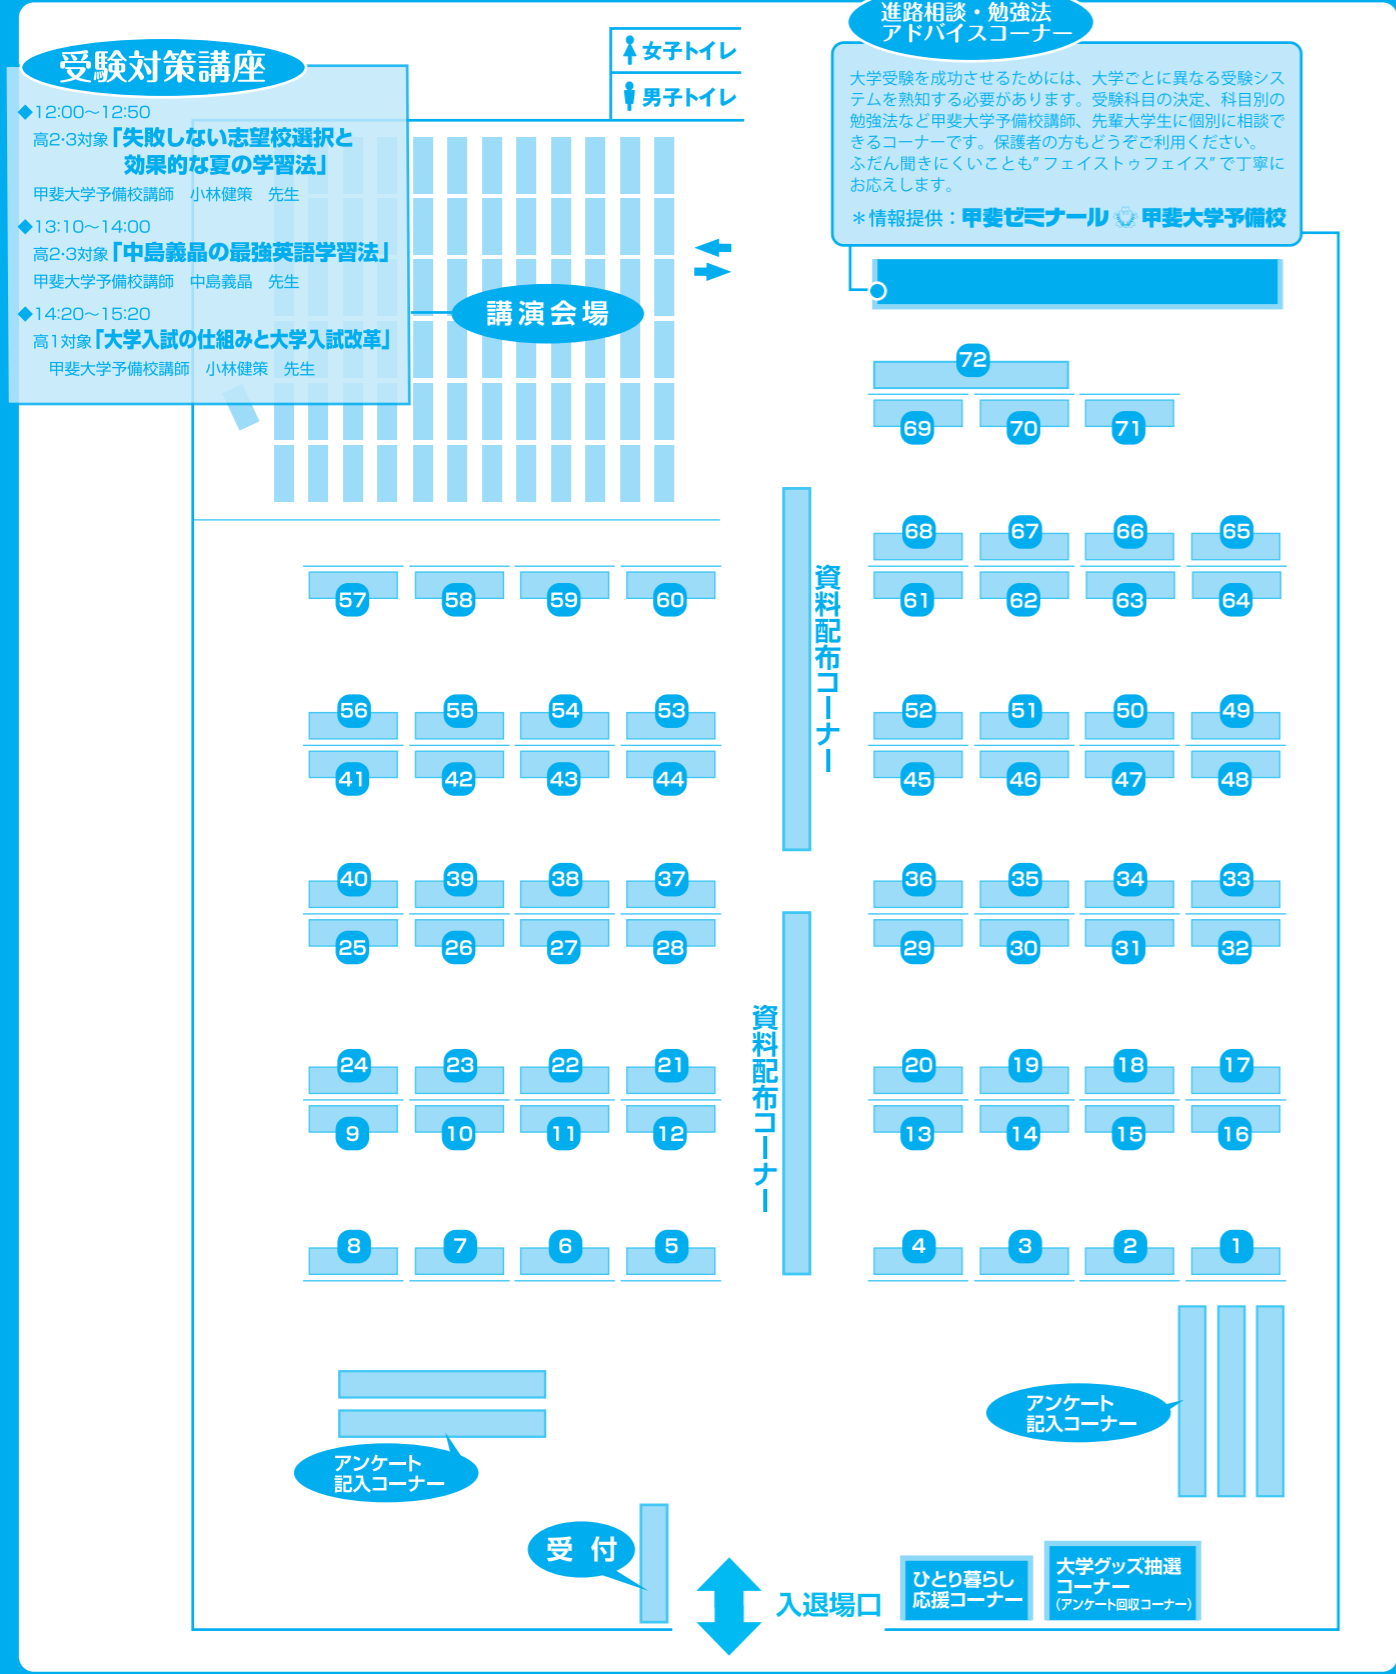 受験対策講座
◆12:00～12:50
高2・3対象「失敗しない志望校選択と
効果的な夏の学習法」
甲斐大学予備校講師　小林健策　先生
◆13:10～14:00
高2・3対象「中島義晶の最強英語学習法」
甲斐大学予備校講師　中島義晶　先生
◆14:20～15:20
高1対象「大学入試の仕組みと大学入試改革」
甲斐大学予備校講師　小林健策　先生
女子トイレ
男子トイレ
進路相談・勉強法
アドバイスコーナー
大学受験を成功させるためには、大学ごとに異なる受験シス
テムを熟知する必要があります。受験科目の決定、科目別の
勉強法など甲斐大学予備校講師、先輩大学生に個別に相談で
きるコーナーです。保護者の方もどうぞご利用ください。
ふだん聞きにくいことも"フェイストゥフェイス"で丁寧に
お応えします。
＊情報提供：甲斐ゼミナール 甲斐大学予備校
講演会場
72
69 70 71
68 67 66 65
57 58 59 60
61 62 63 64
資料配布コーナー
56 55 54 53
52 51 50 49
41 42 43 44
45 46 47 48
40 39 38 37
36 35 34 33
25 26 27 28
29 30 31 32
資料配布コーナー
24 23 22 21
20 19 18 17
9 10 11 12
13 14 15 16
8 7 6 5
4 3 2 1
アンケート
記入コーナー
アンケート
記入コーナー
受付
入退場口
ひとり暮らし
応援コーナー
大学グッズ抽選
コーナー
（アンケート回収コーナー）